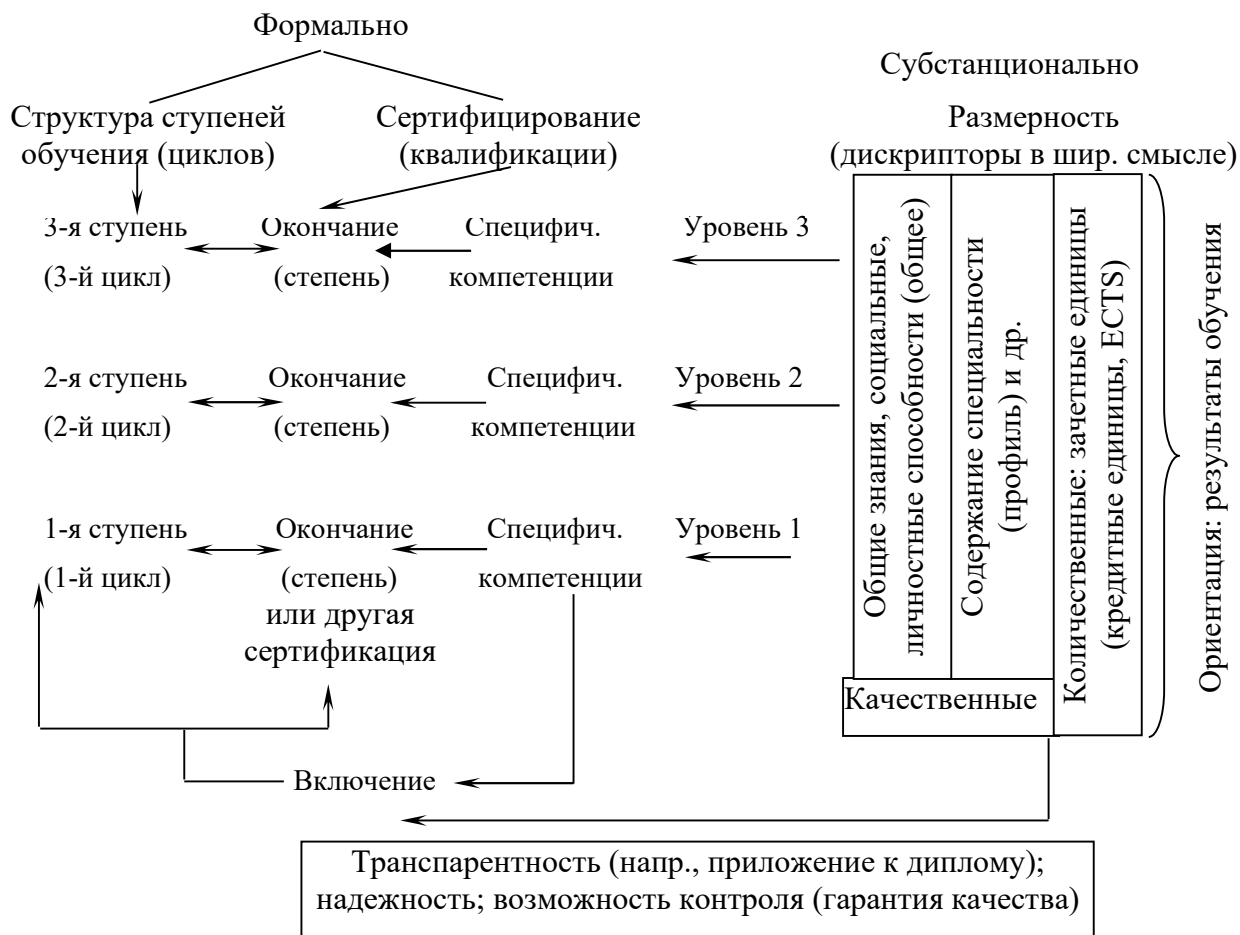 Формально
Субстанционально
Структура ступеней
обучения (циклов)
Сертифицирование
(квалификации)
Размерность
(дискрипторы в шир. смысле)
3-я ступень
(3-й цикл)
Окончание
(степень)
Специфич.
компетенции
Уровень 3
2-я ступень
(2-й цикл)
Окончание
(степень)
Специфич.
компетенции
Уровень 2
1-я ступень
(1-й цикл)
Окончание
(степень)
или другая
сертификация
Специфич.
компетенции
Уровень 1
Общие знания, социальные,
личностные способности (общее)
Содержание специальности
(профиль) и др.
Количественные: зачетные единицы
(кредитные единицы, ECTS)
Ориентация: результаты обучения
Качественные
Включение
Транспарентность (напр., приложение к диплому);
надежность; возможность контроля (гарантия качества)